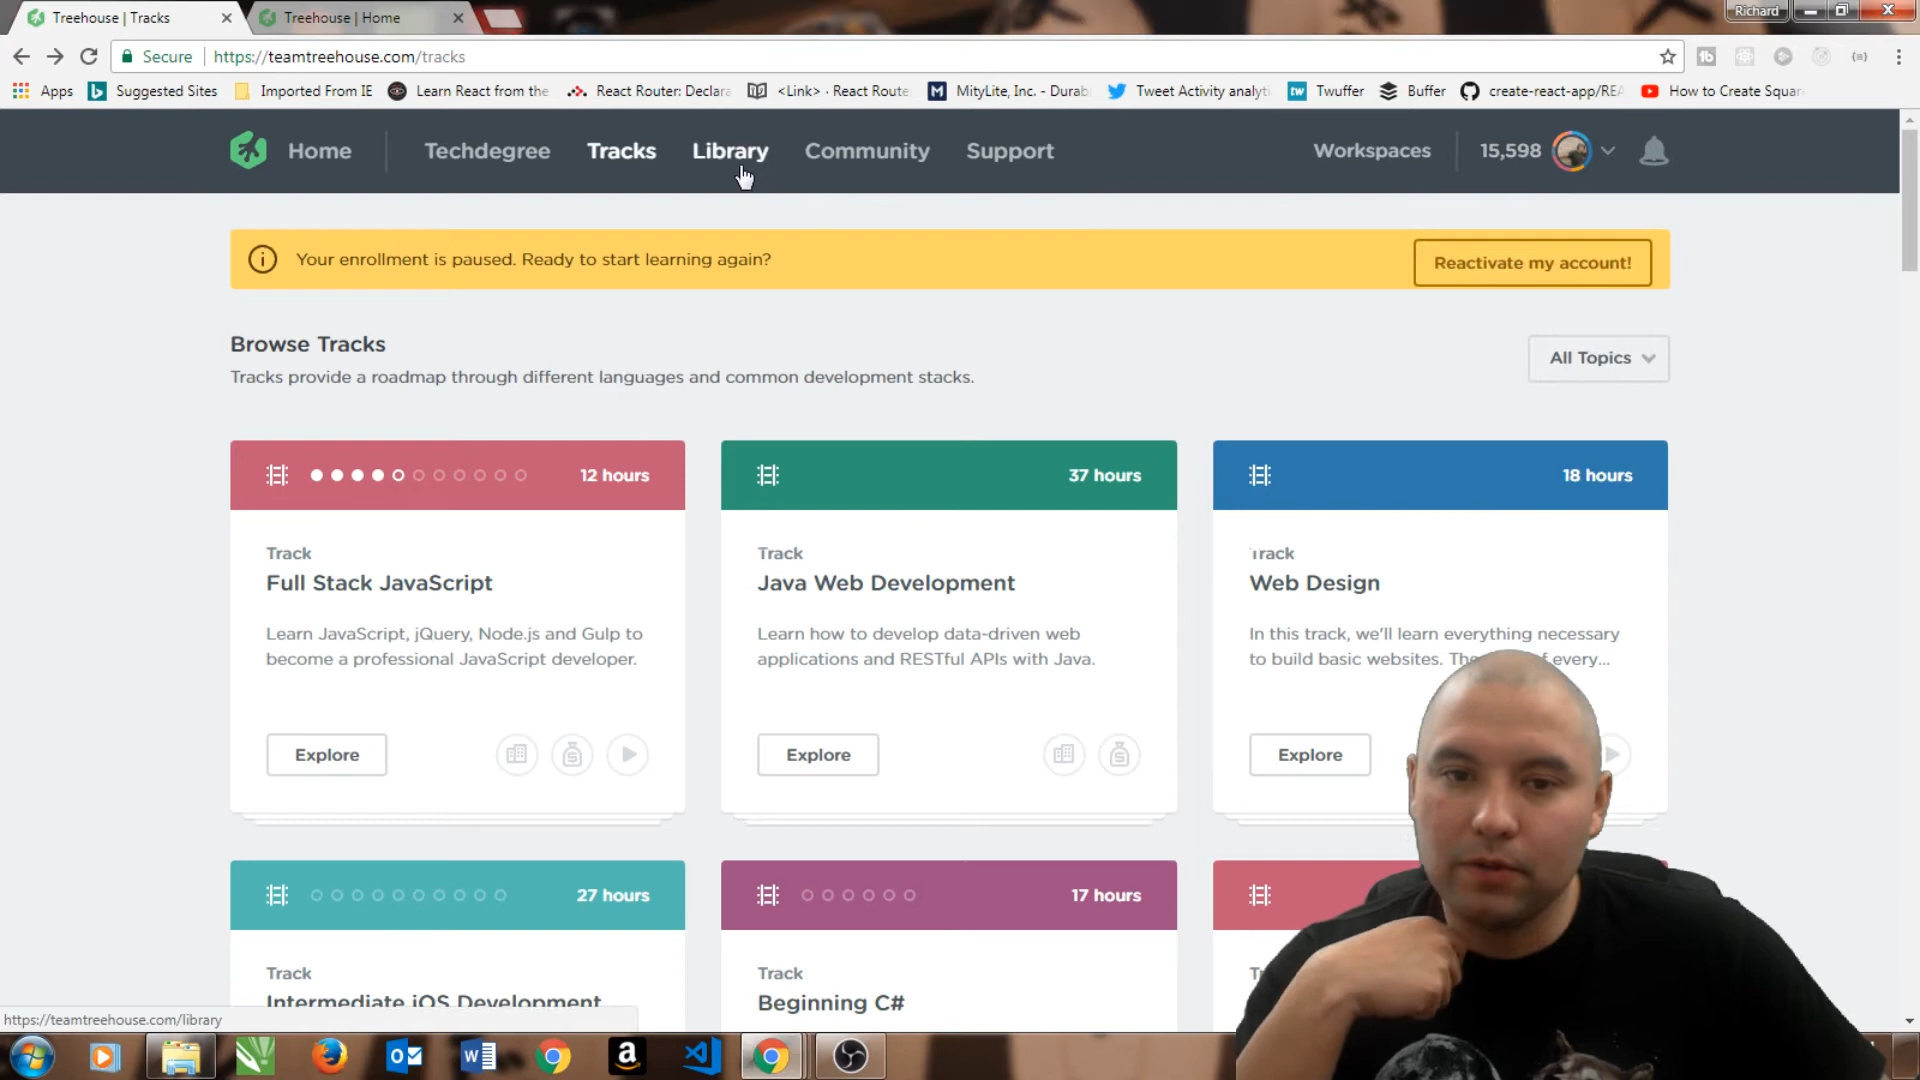 Treehouse | Tracks
Treehouse | Home
Richard
Secure
https://teamtreehouse.com/tracks
Apps
Suggested Sites
Imported From IE
Learn React from the
React Router: Declara
<Link> · React Route
MityLite, Inc. - Durab
Tweet Activity analyti
Twuffer
Buffer
create-react-app/REA
How to Create Squar
Home
Techdegree
Tracks
Library
Community
Support
Workspaces
15,598
Your enrollment is paused. Ready to start learning again?
Reactivate my account!
Browse Tracks
Tracks provide a roadmap through different languages and common development stacks.
All Topics
12 hours
Track
Full Stack JavaScript
Learn JavaScript, jQuery, Node.js and Gulp to
become a professional JavaScript developer.
Explore
37 hours
Track
Java Web Development
Learn how to develop data-driven web
applications and RESTful APIs with Java.
Explore
18 hours
Track
Web Design
In this track, we'll learn everything necessary
to build basic websites. The of every...
Explore
27 hours
Track
Intermediate iOS Development
17 hours
Track
Beginning C#
https://teamtreehouse.com/library